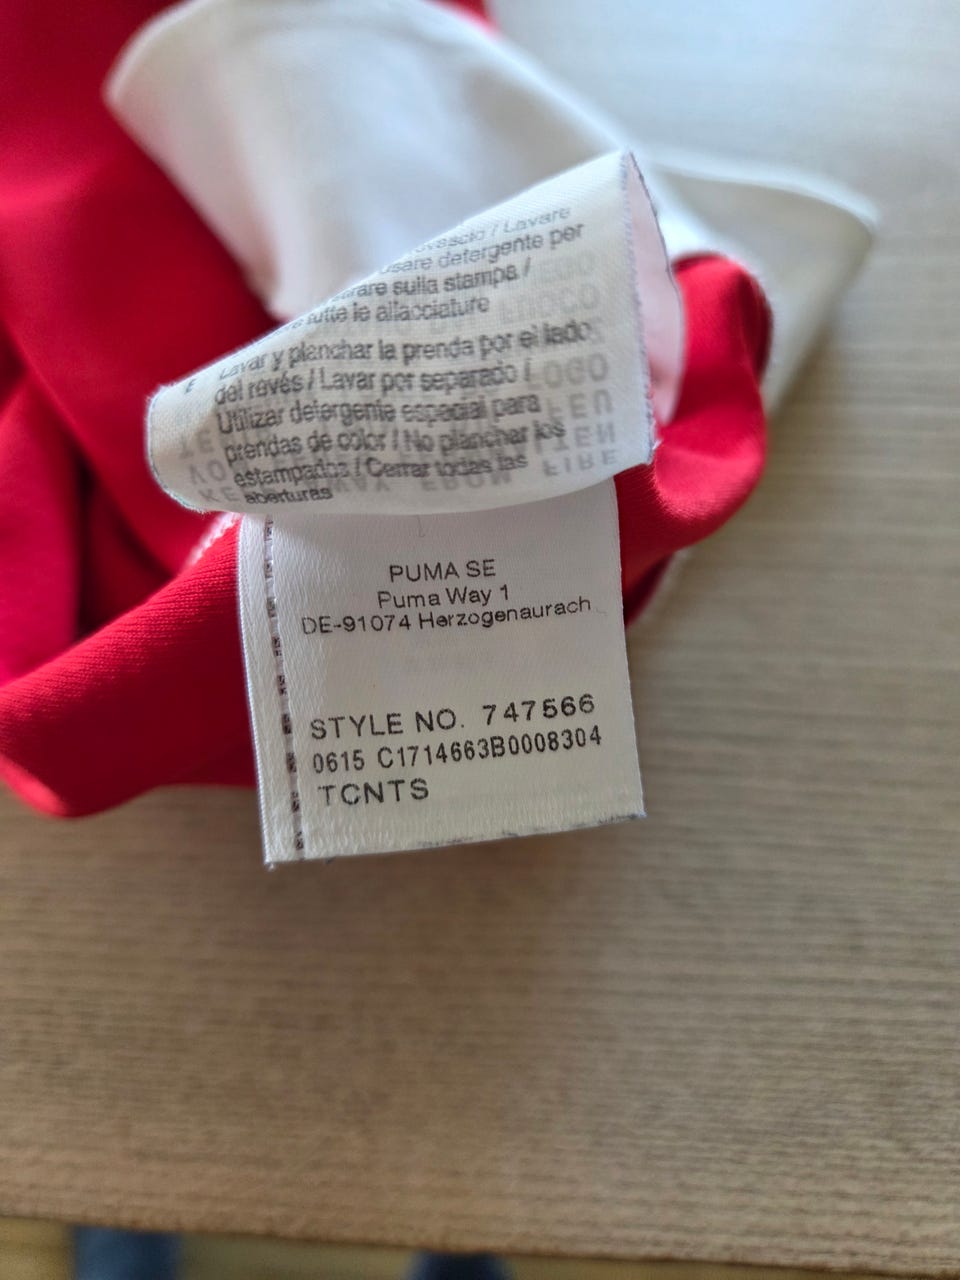 / Lavare
usare detergente per
sulla stampa /
tutte le allacciature
E Lavar y planchar la prenda por el lado
del revés / Lavar por separado /
Utilizar detergente especial para
prendas de color / No planchar los
estampados / Cerrar todas las
aberturas
PUMA SE
Puma Way 1
DE-91074 Herzogenaurach
STYLE NO. 747566
0615 C1714663B0008304
TCNTS